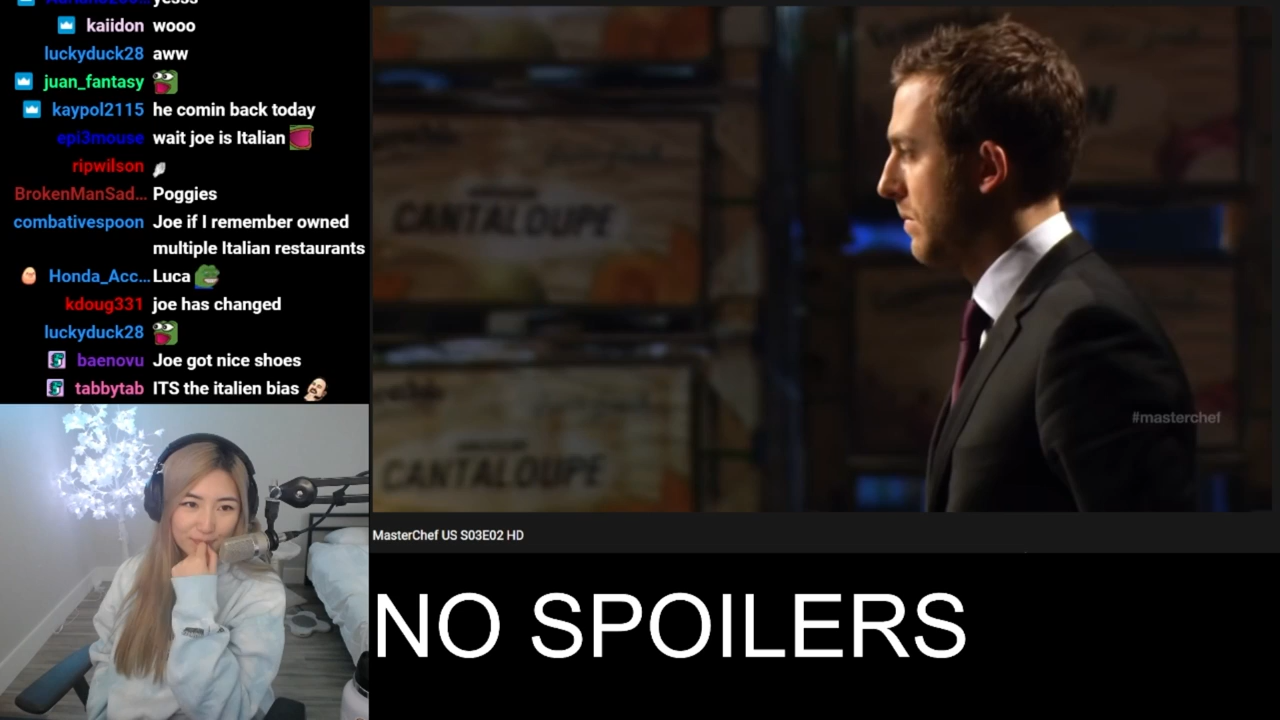 yesss
kaiidon wooo
luckyduck28 aww
juan_fantasy
kaypol2115 he comin back today
epi3mouse wait joe is Italian
ripwilson
BrokenManSad... Poggies
combativespoon Joe if I remember owned
multiple Italian restaurants
Honda_Acc... Luca
kdoug331 joe has changed
luckyduck28
baenovu Joe got nice shoes
tabbytab ITS the italien bias
CANTALOUPE
CANTALOUPE
#masterchef
MasterChef US S03E02 HD
NO SPOILERS